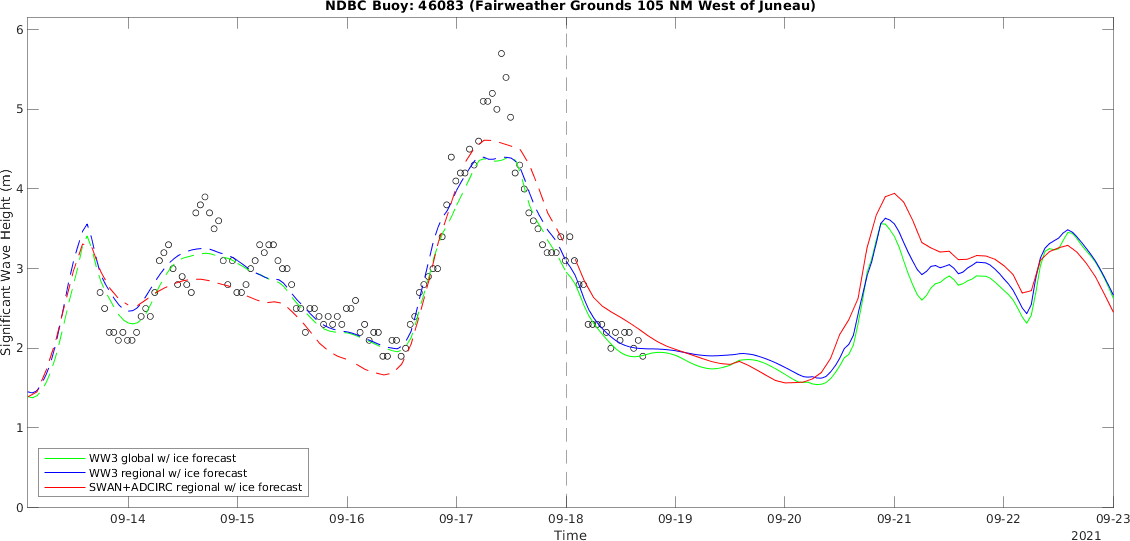 NDBC Buoy: 46083 (Fairweather Grounds 105 NM West of Juneau)
Significant Wave Height (m)
6
5
4
3
2
1
0
WW3 global w/ ice forecast
WW3 regional w/ ice forecast
SWAN+ADCIRC regional w/ ice forecast
09-14 09-15 09-16 09-17 09-18 09-19 09-20 09-21 09-22 09-23
Time
2021